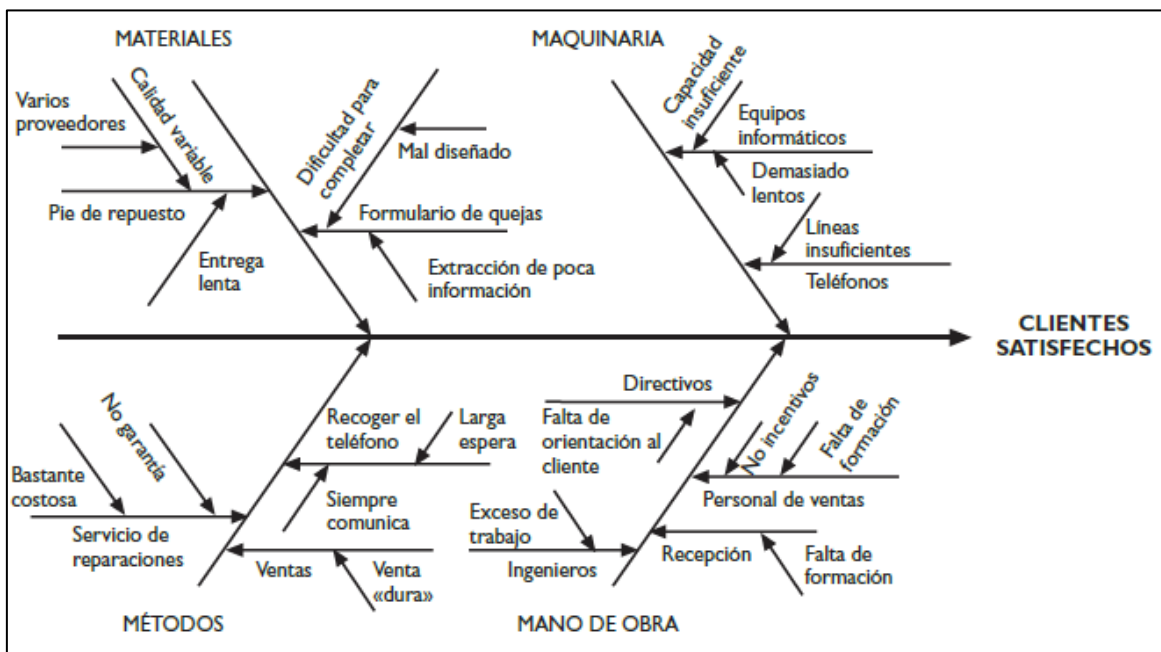 MATERIALES
MAQUINARIA
Varios
proveedores
Calidad variable
Pie de repuesto
Entrega
lenta
Dificultad para
completar
Mal diseñado
Formulario de quejas
Extracción de poca
información
Capacidad
insuficiente
Equipos
informáticos
Demasiado
lentos
Líneas
insuficientes
Teléfonos
CLIENTES
SATISFECHOS
No garantía
Bastante
costosa
Servicio de
reparaciones
Recoger el
teléfono
Larga
espera
Siempre
comunica
Ventas
Venta
«dura»
Directivos
Falta de
orientación al
cliente
No incentivos
Falta de
formación
Personal de ventas
Exceso de
trabajo
Ingenieros
Recepción
Falta de
formación
MÉTODOS
MANO DE OBRA